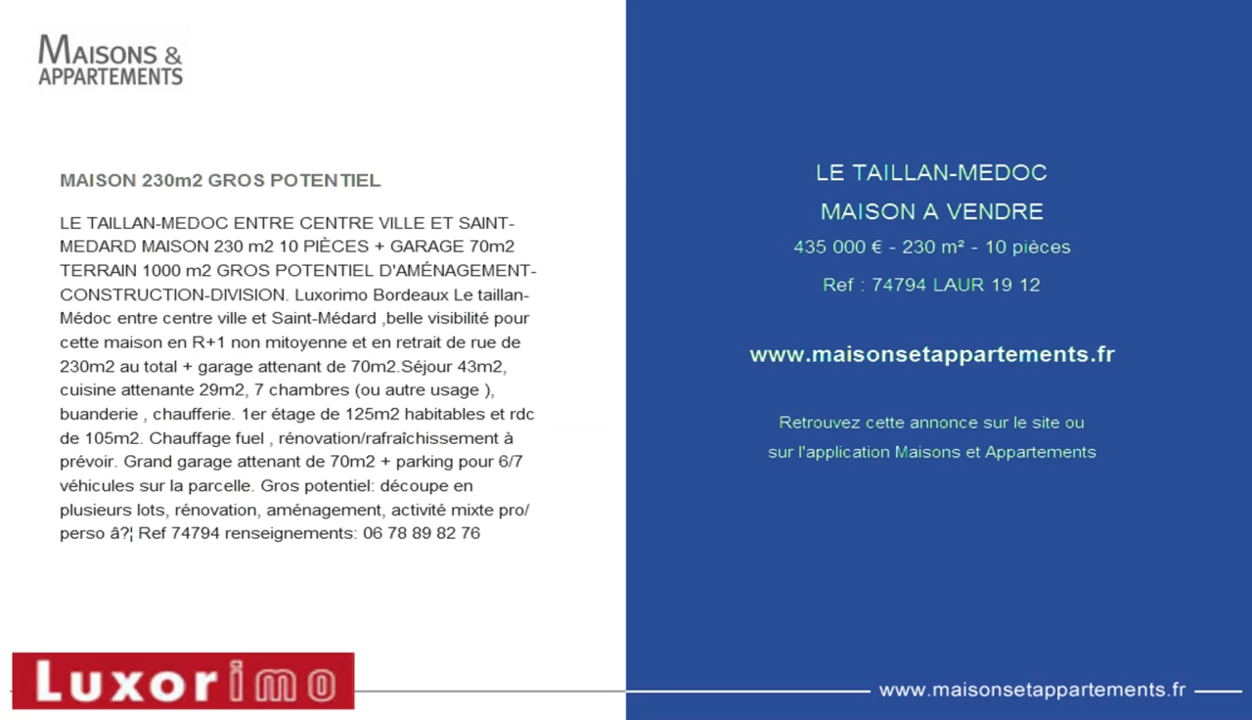 MAISONS &
APPARTEMENTS
MAISON 230m2 GROS POTENTIEL
LE TAILLAN-MEDOC ENTRE CENTRE VILLE ET SAINT-
MEDARD MAISON 230 m2 10 PIÈCES + GARAGE 70m2
TERRAIN 1000 m2 GROS POTENTIEL D'AMÉNAGEMENT-
CONSTRUCTION-DIVISION. Luxorimo Bordeaux Le taillan-
Médoc entre centre ville et Saint-Médard ,belle visibilité pour
cette maison en R+1 non mitoyenne et en retrait de rue de
230m2 au total + garage attenant de 70m2.Séjour 43m2,
cuisine attenante 29m2, 7 chambres (ou autre usage ),
buanderie , chaufferie. 1er étage de 125m2 habitables et rdc
de 105m2. Chauffage fuel , rénovation/rafraîchissement à
prévoir. Grand garage attenant de 70m2 + parking pour 6/7
véhicules sur la parcelle. Gros potentiel: découpe en
plusieurs lots, rénovation, aménagement, activité mixte pro/
perso â?¦ Ref 74794 renseignements: 06 78 89 82 76
LUXORIMO
LE TAILLAN-MEDOC
MAISON A VENDRE
435 000 € - 230 m² - 10 pièces
Ref : 74794 LAUR 19 12
www.maisonsetappartements.fr
Retrouvez cette annonce sur le site ou
sur l'application Maisons et Appartements
www.maisonsetappartements.fr